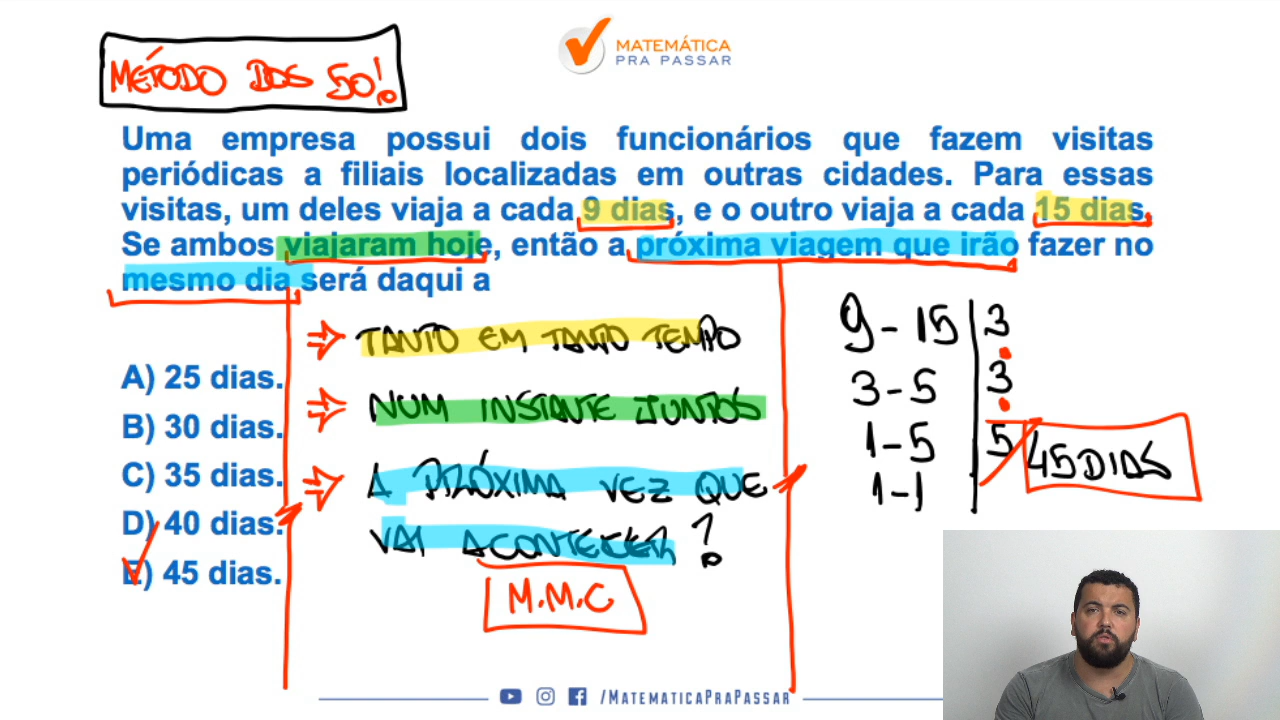 MATEMÁTICA
PRA PASSAR
MÉTODO DOS 50!
Uma empresa possui dois funcionários que fazem visitas
periódicas a filiais localizadas em outras cidades. Para essas
visitas, um deles viaja a cada 9 dias, e o outro viaja a cada 15 dias.
Se ambos viajaram hoje, então a próxima viagem que irão fazer no
mesmo dia será daqui a
A) 25 dias.
B) 30 dias.
C) 35 dias.
D) 40 dias.
E) 45 dias.
⇒ TANTO EM TANTO TEMPO
⇒ NUM INSTANTE JUNTOS
⇒ A PRÓXIMA VEZ QUE
VAI ACONTECER?
M.M.C
9 - 15 | 3
3 - 5 | 3
1 - 5 | 5
1 - 1
45 DIAS
/MATEMATICAPRAPASSAR